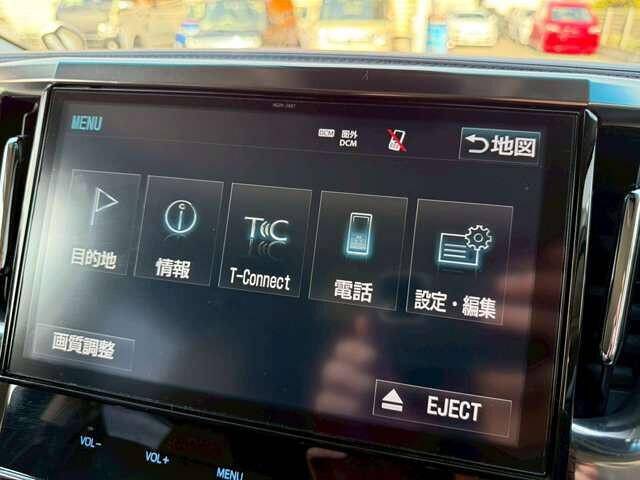 MENU
DCM 圏外
DCM
地図
目的地
情報
T-Connect
電話
設定・編集
画質調整
EJECT
VOL-
VOL+
MENU